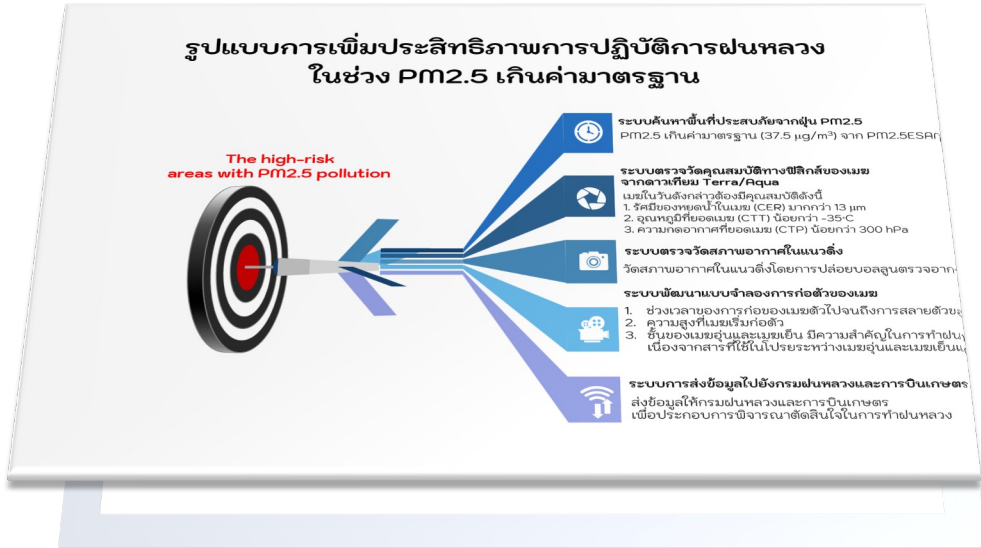 รูปแบบการเพิ่มประสิทธิภาพการปฏิบัติการฝนหลวง
ในช่วง PM2.5 เกินค่ามาตรฐาน
The high-risk
areas with PM2.5 pollution
ระบบค้นหาพื้นที่ประสบภัยจากฝุ่น PM2.5
PM2.5 เกินค่ามาตรฐาน (37.5 µg/m³) จาก PM2.5ESAn
ระบบตรวจวัดคุณสมบัติทางฟิสิกส์ของเมฆ
จากดาวเทียม Terra/Aqua
เมฆในวันดังกล่าวต้องมีคุณสมบัติดังนี้
1. รัศมีของหยดน้ำในเมฆ (CER) มากกว่า 13 µm
2. อุณหภูมิที่ยอดเมฆ (CTT) น้อยกว่า -35◦C
3. ความกดอากาศที่ยอดเมฆ (CTP) น้อยกว่า 300 hPa
ระบบตรวจวัดสภาพอากาศในแนวดิ่ง
วัดสภาพอากาศในแนวดิ่งโดยการปล่อยบอลลูนตรวจอาก
ระบบพัฒนาแบบจำลองการก่อตัวของเมฆ
1. ช่วงเวลาของการก่อของเมฆตัวไปจนถึงการสลายตัวขอ
2. ความสูงที่เมฆเริ่มก่อตัว
3. ชั้นของเมฆอุ่นและเมฆเย็น มีความสำคัญในการทำฝน
เนื่องจากสารที่ใช้ในโปรยระหว่างเมฆอุ่นและเมฆเย็น
ระบบการส่งข้อมูลไปยังกรมฝนหลวงและการบินเกษตร
ส่งข้อมูลให้กรมฝนหลวงและการบินเกษตร
เพื่อประกอบการพิจารณาตัดสินใจในการทำฝนหลวง